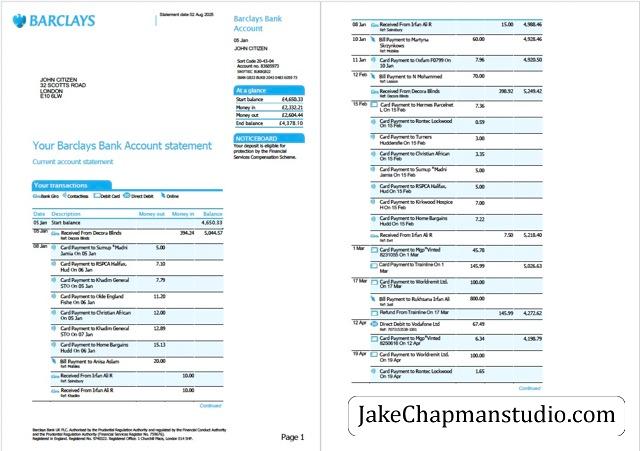 BARCLAYS
Statement date 02 Aug 2025
Barclays Bank
Account
05 Jan
JOHN CITIZEN
Sort Code 20-43-04
Account no. 83605973
SWIFTBIC BUKBGB22
JOHN CITIZEN
32 SCOTTS ROAD
LONDON
E10 6LW
At a glance
Start balance £4,650.33
Money in £2,332.21
Money out £2,604.44
End balance £4,378.10
NOTICEBOARD
Your deposit is eligible for
protection by the Financial
Services Compensation Scheme.
Your Barclays Bank Account statement
Current account statement
Your transactions
Giro Bank Giro Contactless Debit Card Direct Debit Online
Date Description Money out Money in Balance
05 Jan Start balance 4,650.33
05 Jan Giro Received From Decora Blinds 394.24 5,044.57
Ref: Decora Blinds
08 Jan Card Payment to Sumup *Madni 5.00
Jamia On 05 Jan
Card Payment to RSPCA Halifax, 7.10
Hud On 06 Jan
Card Payment to Khadim General 7.79
STO On 05 Jan
Card Payment to Olde England 11.20
Fishe On 06 Jan
Card Payment to Christian African 12.00
On 05 Jan
Card Payment to Khadim General 12.89
STO On 07 Jan
Card Payment to Home Bargains 15.13
Hudd On 06 Jan
Bill Payment to Anisa Aslam 20.00
Ref: Mobiles
Giro Received From Irfan Ali R 10.00
Ref: Sainsbury
Giro Received From Irfan Ali R 10.00
Ref: Khadim
Continued
Barclays Bank UK PLC. Authorised by the Prudential Regulation Authority and regulated by the Financial Conduct Authority
and the Prudential Regulation Authority (Financial Services Register No. 759676).
Registered in England. Registered No. 9740322. Registered Office: 1 Churchill Place, London E14 5HP.
Page 1
08 Jan Giro Received From Irfan Ali R 15.00 4,988.46
Ref: Sainsbury
10 Jan Bill Payment to Martyna 60.00 4,928.46
Skrzynkows
Ref: Mobiles
11 Jan Card Payment to Oxfam F0799 On 7.96 4,920.50
10 Jan
12 Feb Bill Payment to N Mohammed 70.00
Giro Received From Decora Blinds 398.92 5,249.42
Ref: Decora Blinds
15 Feb Card Payment to Hermes Parcelnet 7.36
L On 15 Feb
Card Payment to Rontec Lockwood 0.59
On 15 Feb
Card Payment to Turners 3.00
Huddersfie On 15 Feb
Card Payment to Christian African 3.35
On 15 Feb
Card Payment to Sumup *Madni 5.00
Jamia On 15 Feb
Card Payment to RSPCA Halifax, 5.00
Hud On 15 Feb
Card Payment to Kirkwood Hospice 7.00
H On 15 Feb
Card Payment to Home Bargains 7.22
Hudd On 15 Feb
Giro Received From Irfan Ali R 7.50 5,218.40
1 Mar Card Payment to Mgp*Vinted 45.78
8231055 On 1 Mar
Card Payment to Trainline On 1 145.99 5,026.63
Mar
17 Mar Card Payment to Worldremit Ltd. 100.00
On 17 Mar
Bill Payment to Rukhsana Irfan Ali 800.00
Refund From Trainline On 17 Mar 145.99 4,272.62
12 Apr Direct Debit to Vodafone Ltd 67.49
Card Payment to Mgp*Vinted 6.34 4,198.79
8250616 On 12 Apr
19 Apr Card Payment to Worldremit Ltd. 100.00
On 19 Apr
Card Payment to Rontec Lockwood 1.65
On 19 Apr
Continued
JakeChapmanstudio.com